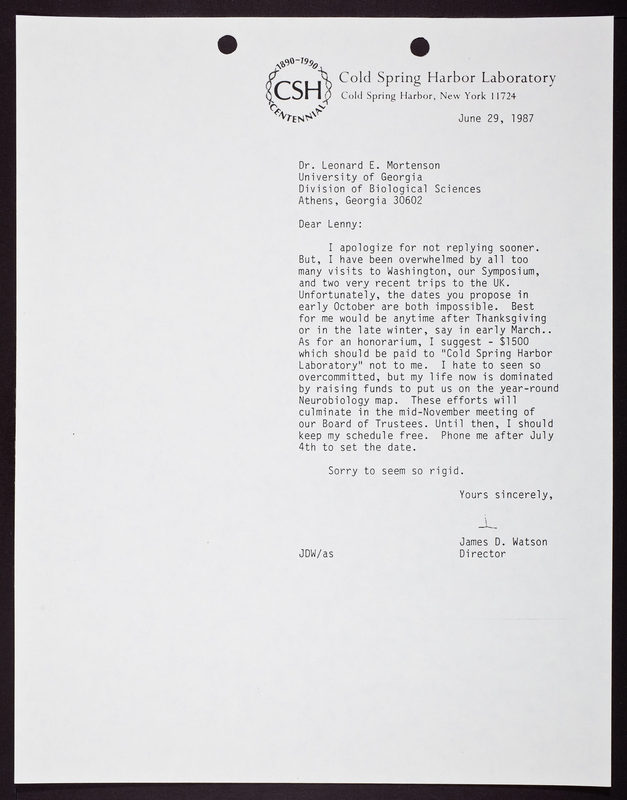 1890-1990
CSH
CENTENNIAL
Cold Spring Harbor Laboratory
Cold Spring Harbor, New York 11724
June 29, 1987
Dr. Leonard E. Mortenson
University of Georgia
Division of Biological Sciences
Athens, Georgia 30602
Dear Lenny:
I apologize for not replying sooner.
But, I have been overwhelmed by all too
many visits to Washington, our Symposium,
and two very recent trips to the UK.
Unfortunately, the dates you propose in
early October are both impossible. Best
for me would be anytime after Thanksgiving
or in the late winter, say in early March..
As for an honorarium, I suggest - $1500
which should be paid to "Cold Spring Harbor
Laboratory" not to me. I hate to seen so
overcommitted, but my life now is dominated
by raising funds to put us on the year-round
Neurobiology map. These efforts will
culminate in the mid-November meeting of
our Board of Trustees. Until then, I should
keep my schedule free. Phone me after July
4th to set the date.
Sorry to seem so rigid.
Yours sincerely,
James D. Watson
JDW/as Director